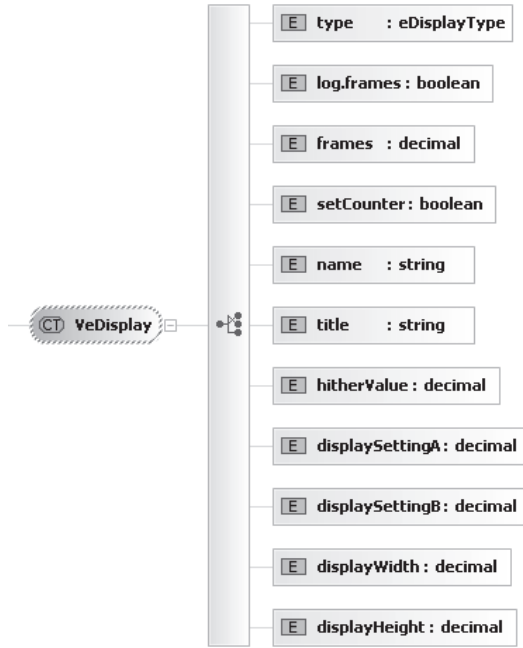 E type : eDisplayType
E log.frames : boolean
E frames : decimal
E setCounter : boolean
E name : string
CT VeDisplay
E title : string
E hitherValue : decimal
E displaySettingA : decimal
E displaySettingB : decimal
E displayWidth : decimal
E displayHeight : decimal